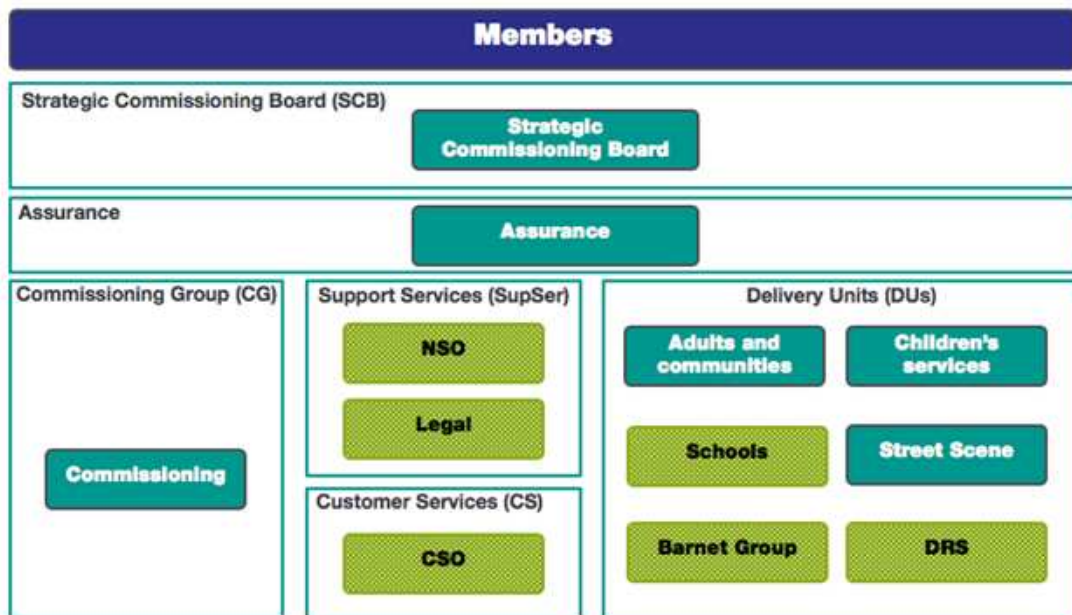 Members
Strategic Commissioning Board (SCB)
Strategic
Commissioning Board
Assurance
Assurance
Commissioning Group (CG)
Commissioning
Support Services (SupSer)
NSO
Legal
Customer Services (CS)
CSO
Delivery Units (DUs)
Adults and
communities
Children's
services
Schools
Street Scene
Barnet Group
DRS